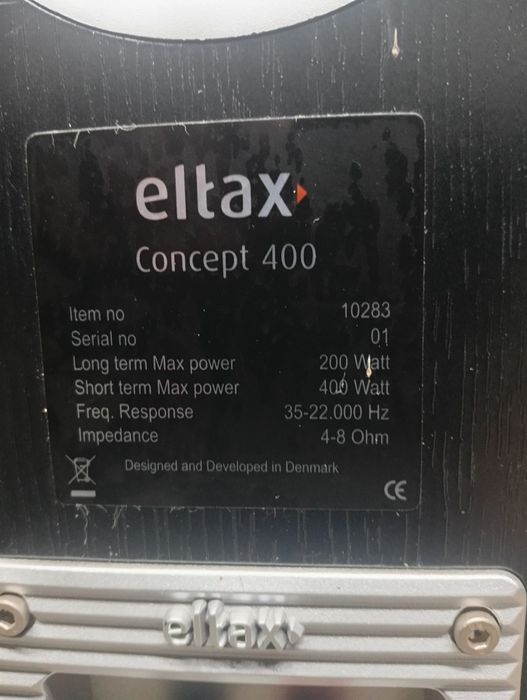 eltax
Concept 400
Item no 10283
Serial no 01
Long term Max power 200 Watt
Short term Max power 400 Watt
Freq. Response 35-22.000 Hz
Impedance 4-8 Ohm
Designed and Developed in Denmark
CE
eltax